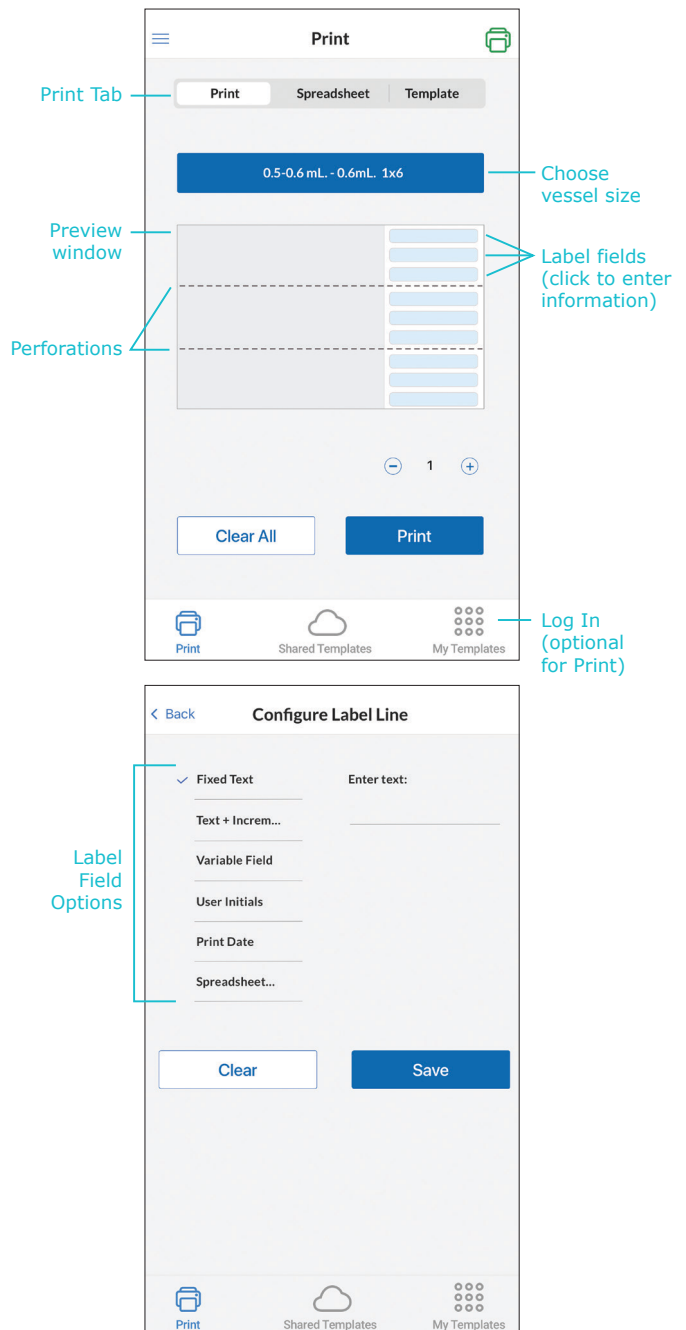 Print
Print Tab
Print Spreadsheet Template
0.5-0.6 mL. - 0.6mL. 1x6
Choose
vessel size
Preview
window
Label fields
(click to enter
information)
Perforations
1
Clear All
Print
Print
Shared Templates
My Templates
Log In
(optional
for Print)
Back
Configure Label Line
Label
Field
Options
Fixed Text
Text + Increm...
Variable Field
User Initials
Print Date
Spreadsheet...
Enter text:
Clear
Save
Print
Shared Templates
My Templates